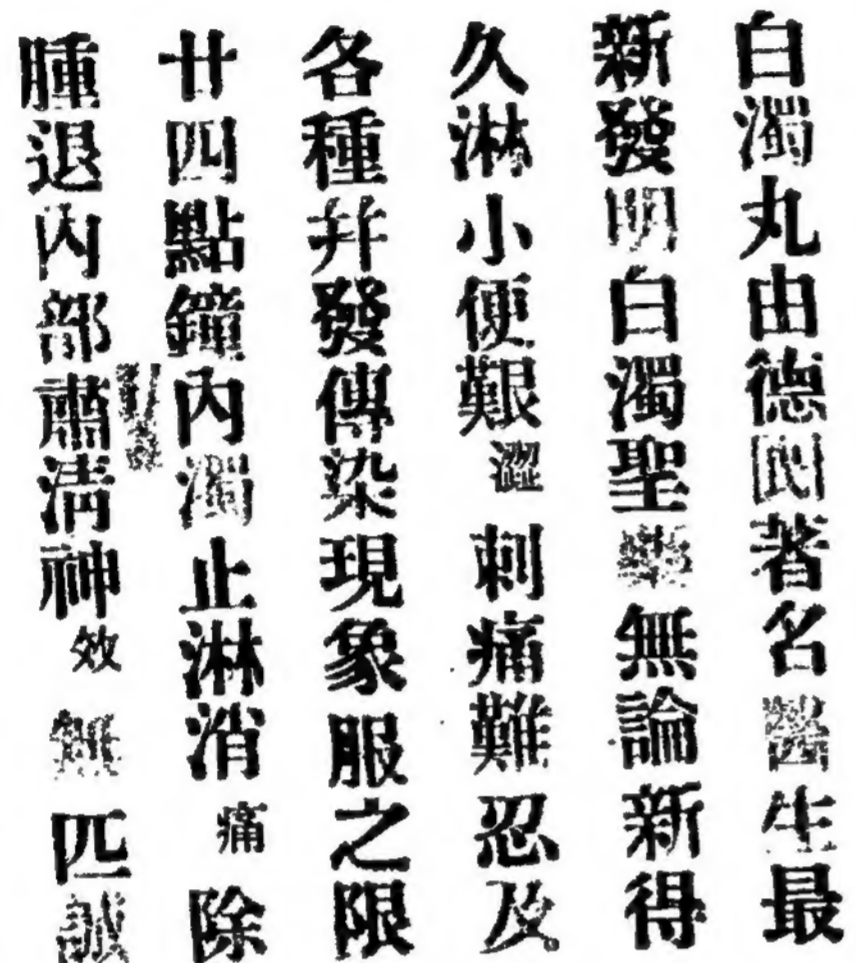 白濁丸由德国著名醫生最
新發明白濁聖藥無論新得
久淋小便艱澀刺痛難忍及
各種并發傳染現象服之限
廿四點鐘內濁止淋消痛除
腫退內部肅清神效無匹誠